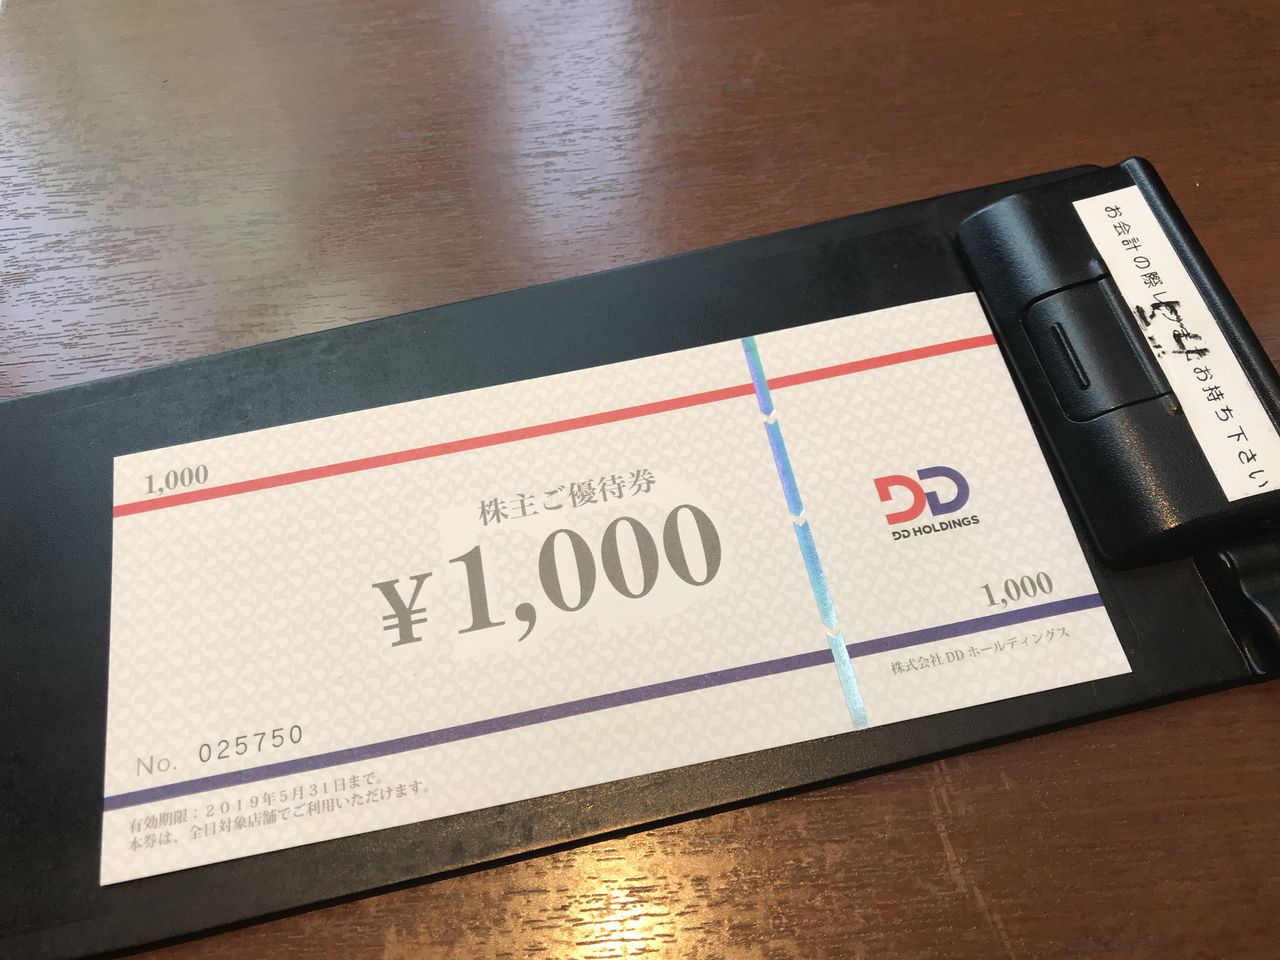 1,000
株主ご優待券
¥1,000
No. 025750
有効期限：２０１９年５月３１日まで。
本券は、全日対象店舗でご利用いただけます。
DD
DD HOLDINGS
1,000
株式会社 DD ホールディングス
お会計の際
お持ち下さい